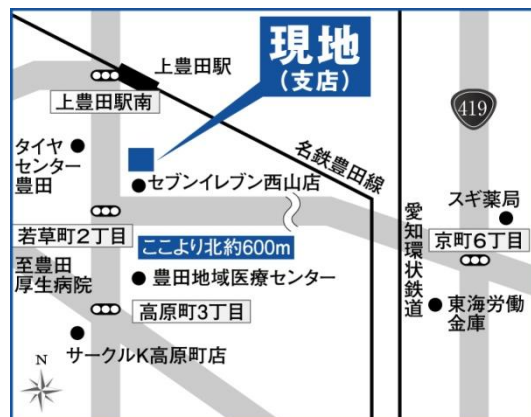 上豊田駅
現地
(支店)
上豊田駅南
419
タイヤ
センター
豊田
名鉄豊田線
セブンイレブン西山店
スギ薬局
愛知環状鉄道
若草町2丁目
ここより北約600m
京町6丁目
至豊田
厚生病院
豊田地域医療センター
高原町3丁目
東海労働
金庫
サークルK高原町店
N